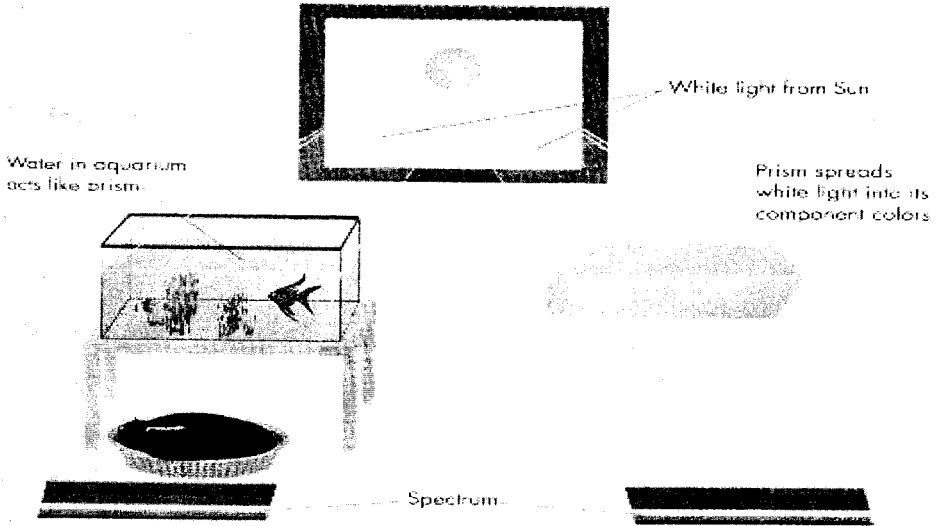 White light from Sun
Water in aquarium
acts like prism
Prism spreads
white light into its
component colors
Spectrum